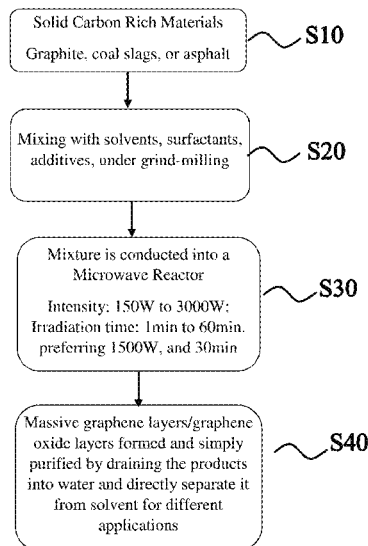 Solid Carbon Rich Materials
Graphite, coal slags, or asphalt
S10
Mixing with solvents, surfactants,
additives, under grind-milling
S20
Mixture is conducted into a
Microwave Reactor
Intensity: 150W to 3000W;
Irradiation time: 1min to 60min.
preferring 1500W, and 30min
S30
Massive graphene layers/graphene
oxide layers formed and simply
purified by draining the products
into water and directly separate it
from solvent for different
applications
S40